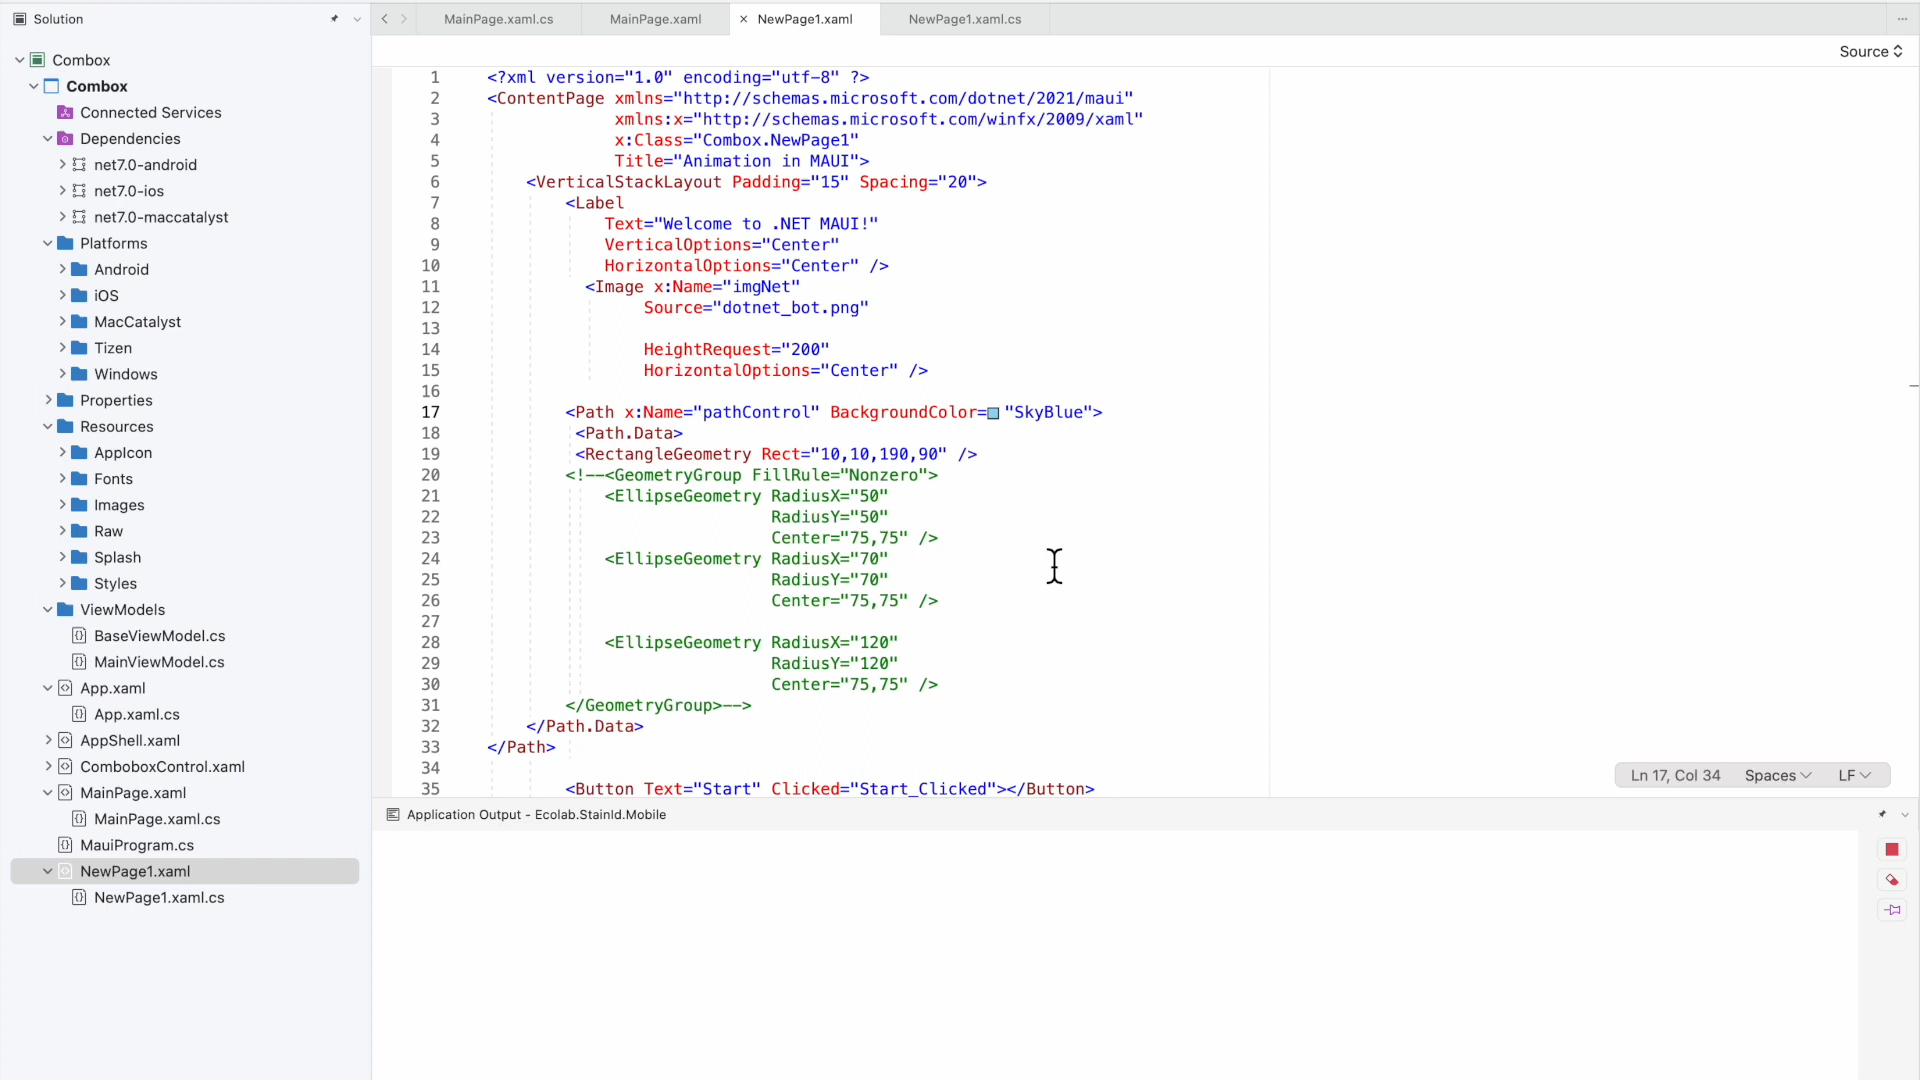 Solution
Combox
Combox
Connected Services
Dependencies
net7.0-android
net7.0-ios
net7.0-maccatalyst
Platforms
Android
iOS
MacCatalyst
Tizen
Windows
Properties
Resources
AppIcon
Fonts
Images
Raw
Splash
Styles
ViewModels
BaseViewModel.cs
MainViewModel.cs
App.xaml
App.xaml.cs
AppShell.xaml
ComboboxControl.xaml
MainPage.xaml
MainPage.xaml.cs
MauiProgram.cs
NewPage1.xaml
NewPage1.xaml.cs
MainPage.xaml.cs MainPage.xaml NewPage1.xaml NewPage1.xaml.cs
Source
1 <?xml version="1.0" encoding="utf-8" ?>
2 <ContentPage xmlns="http://schemas.microsoft.com/dotnet/2021/maui"
3 xmlns:x="http://schemas.microsoft.com/winfx/2009/xaml"
4 x:Class="Combox.NewPage1"
5 Title="Animation in MAUI">
6 <VerticalStackLayout Padding="15" Spacing="20">
7 <Label
8 Text="Welcome to .NET MAUI!"
9 VerticalOptions="Center"
10 HorizontalOptions="Center" />
11 <Image x:Name="imgNet"
12 Source="dotnet_bot.png"
13
14 HeightRequest="200"
15 HorizontalOptions="Center" />
16
17 <Path x:Name="pathControl" BackgroundColor="SkyBlue">
18 <Path.Data>
19 <RectangleGeometry Rect="10,10,190,90" />
20 <!--<GeometryGroup FillRule="Nonzero">
21 <EllipseGeometry RadiusX="50"
22 RadiusY="50"
23 Center="75,75" />
24 <EllipseGeometry RadiusX="70"
25 RadiusY="70"
26 Center="75,75" />
27
28 <EllipseGeometry RadiusX="120"
29 RadiusY="120"
30 Center="75,75" />
31 </GeometryGroup>-->
32 </Path.Data>
33 </Path>
34
35 <Button Text="Start" Clicked="Start_Clicked"></Button>
Ln 17, Col 34 Spaces LF
Application Output - Ecolab.StainId.Mobile